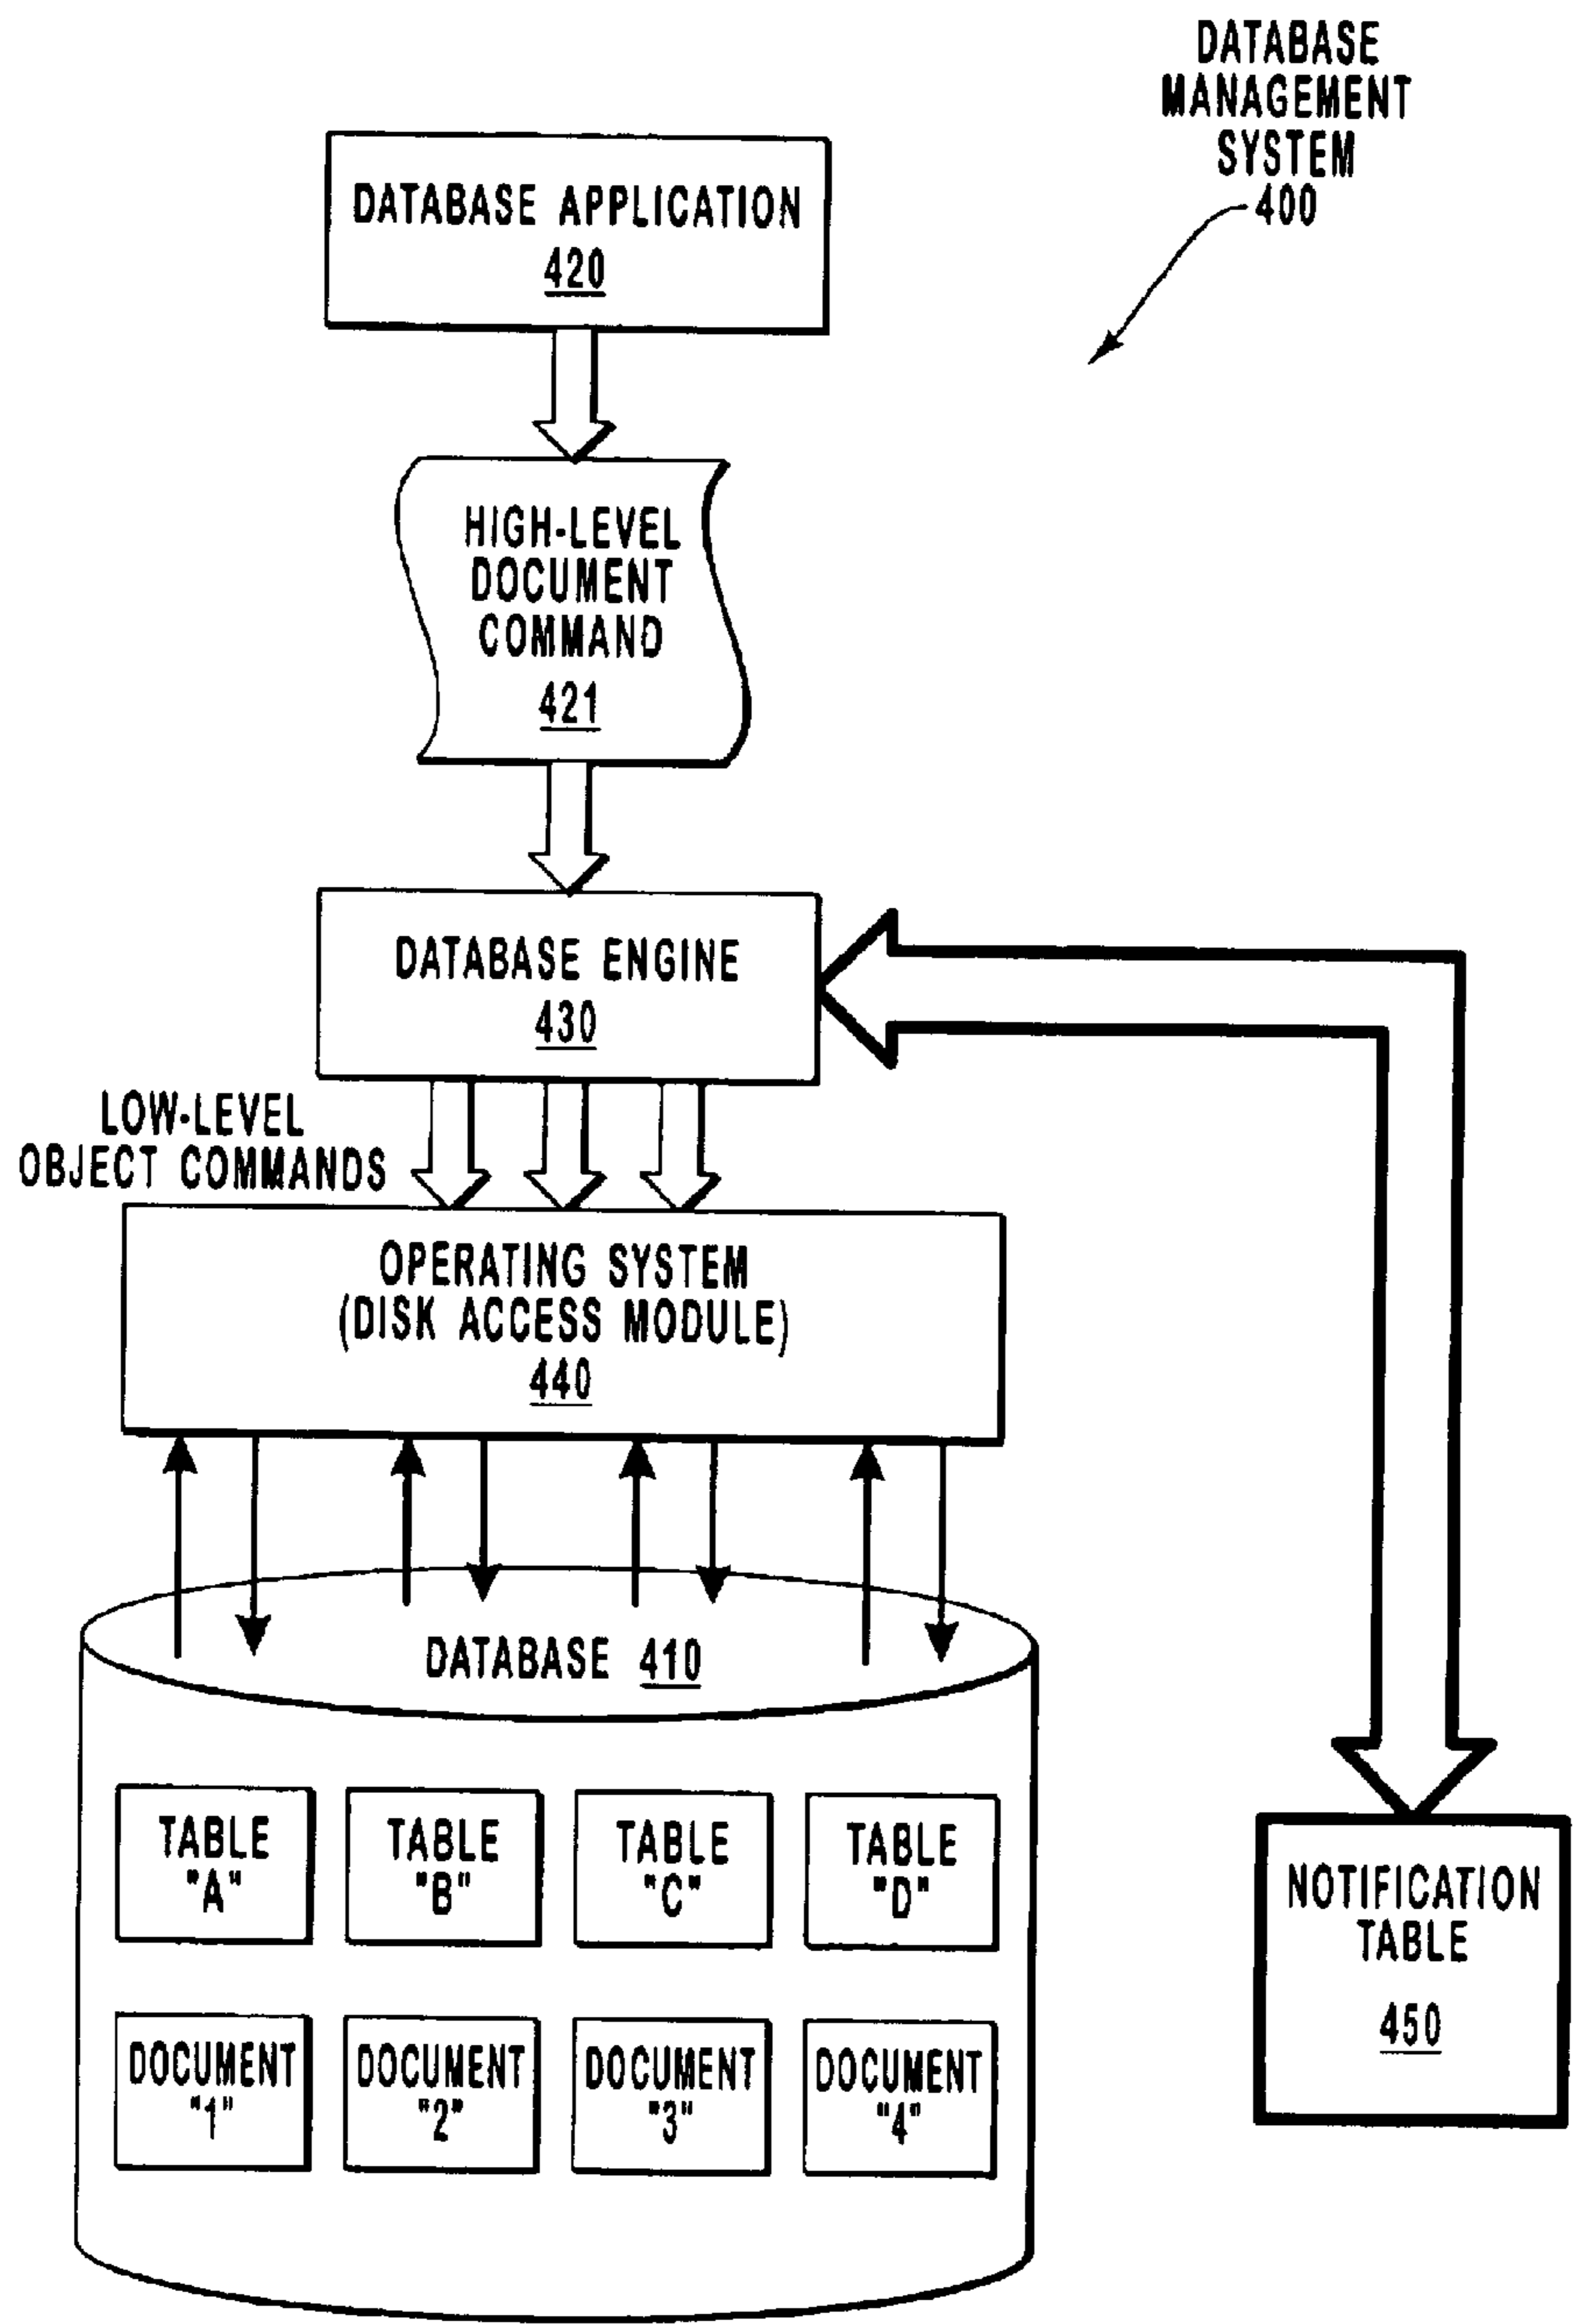 DATABASE
MANAGEMENT
SYSTEM
400
DATABASE APPLICATION
420
HIGH-LEVEL
DOCUMENT
COMMAND
421
DATABASE ENGINE
430
LOW-LEVEL
OBJECT COMMANDS
OPERATING SYSTEM
(DISK ACCESS MODULE)
440
DATABASE 410
TABLE
"A"
TABLE
"B"
TABLE
"C"
TABLE
"D"
DOCUMENT
"1"
DOCUMENT
"2"
DOCUMENT
"3"
DOCUMENT
"4"
NOTIFICATION
TABLE
450